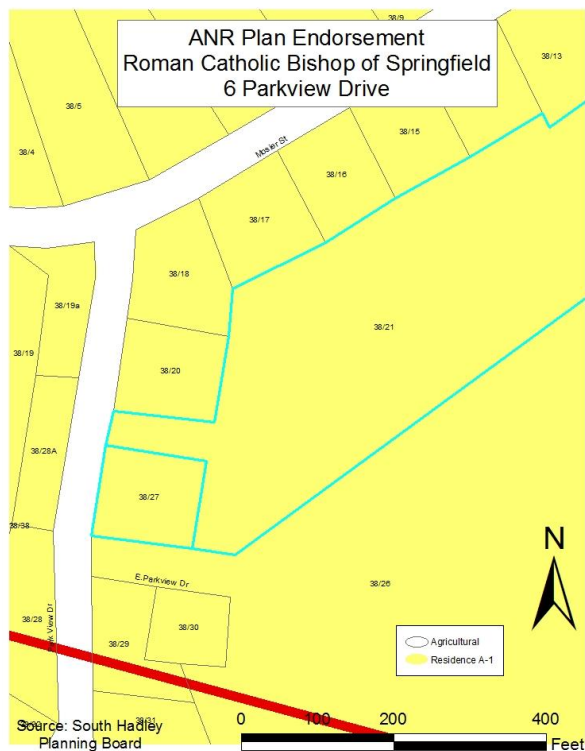 ANR Plan Endorsement
Roman Catholic Bishop of Springfield
6 Parkview Drive
38/9
38/13
38/5
38/4
Mosier St
38/15
38/16
38/17
38/18
38/19a
38/19
38/21
38/20
38/28A
38/27
38/38
E.Parkview Dr
38/26
N
38/28
Park View Dr
38/29
38/30
Agricultural
Residence A-1
38/31
Source: South Hadley
Planning Board
0 100 200 400
Feet